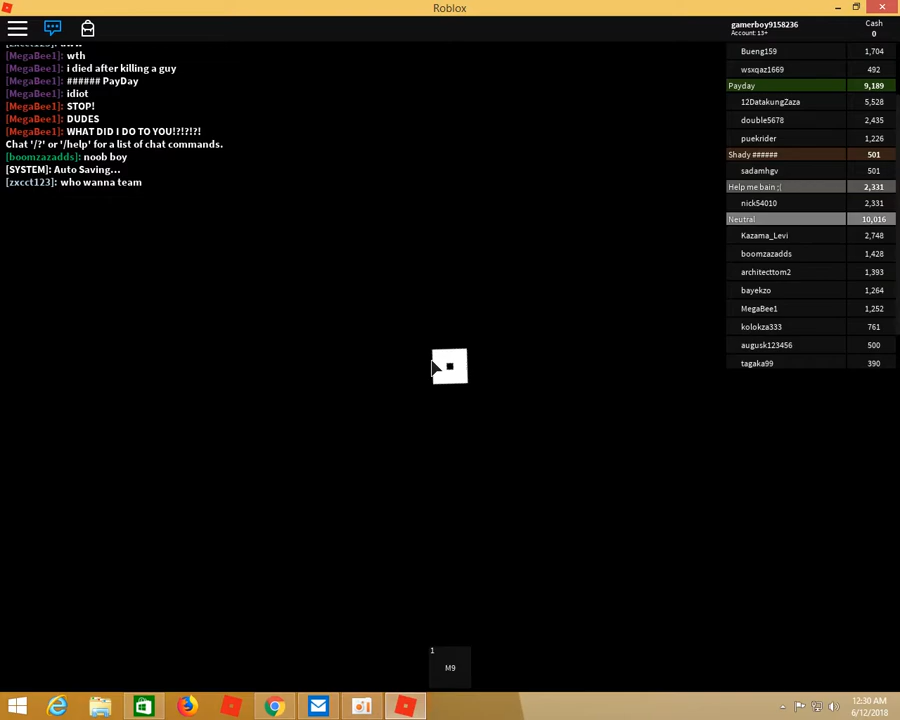 Roblox
gamerboy9158236
Account: 13+
Cash
0
[MegaBee1]: wth
[MegaBee1]: i died after killing a guy
[MegaBee1]: ###### PayDay
[MegaBee1]: idiot
[MegaBee1]: STOP!
[MegaBee1]: DUDES
[MegaBee1]: WHAT DID I DO TO YOU!?!?!?!
Chat '/?' or '/help' for a list of chat commands.
[boomzazadds]: noob boy
[SYSTEM]: Auto Saving...
[zxcct123]: who wanna team
Bueng159 1,704
wsxqaz1669 492
Payday 9,189
12DatakungZaza 5,528
double5678 2,435
puekrider 1,226
Shady ###### 501
sadamhgv 501
Help me bain ;( 2,331
nick54010 2,331
Neutral 10,016
Kazama_Levi 2,748
boomzazadds 1,428
architecttom2 1,393
bayekzo 1,264
MegaBee1 1,252
kolokza333 761
augusk123456 500
tagaka99 390
1
M9
12:30 AM
6/12/2018